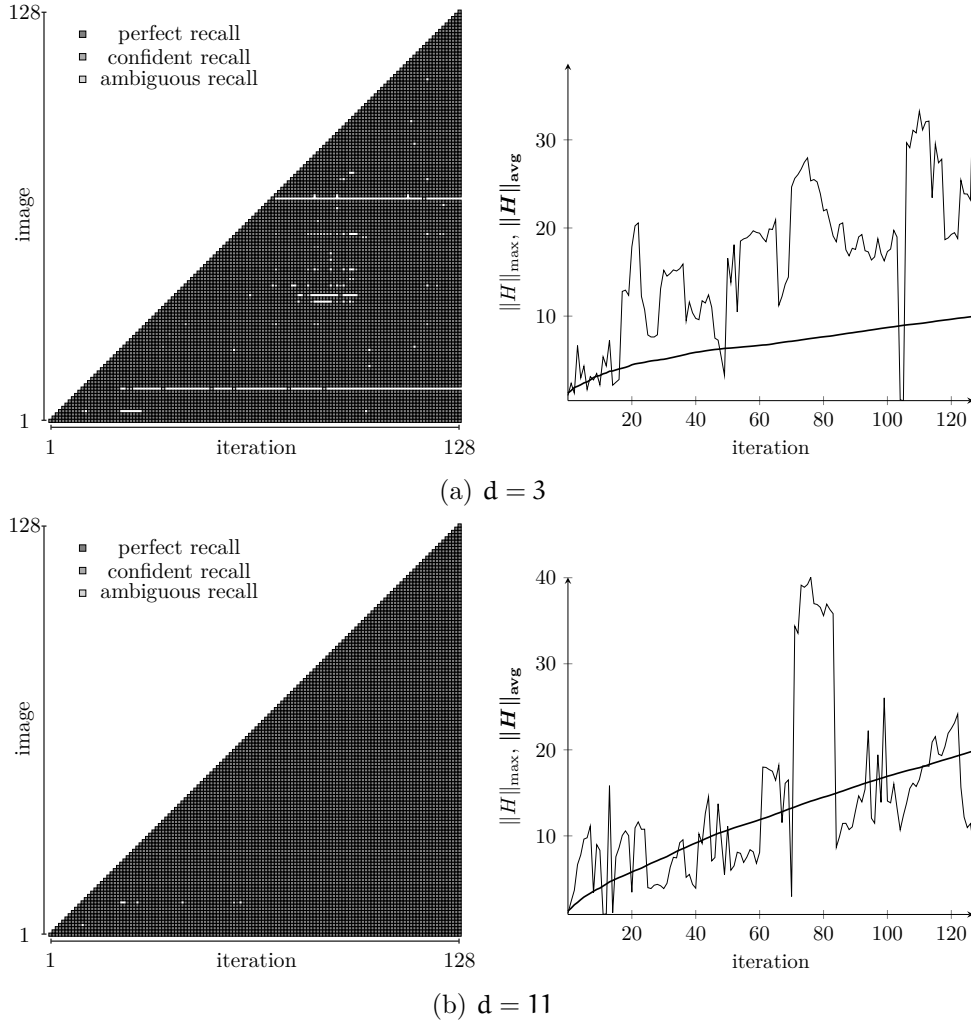 128
perfect recall
confident recall
ambiguous recall
image
1
1
iteration
128
‖H‖max, ‖H‖avg
30
20
10
20
40
60
80
100
120
iteration
(a) d = 3
128
perfect recall
confident recall
ambiguous recall
image
1
1
iteration
128
‖H‖max, ‖H‖avg
40
30
20
10
20
40
60
80
100
120
iteration
(b) d = 11